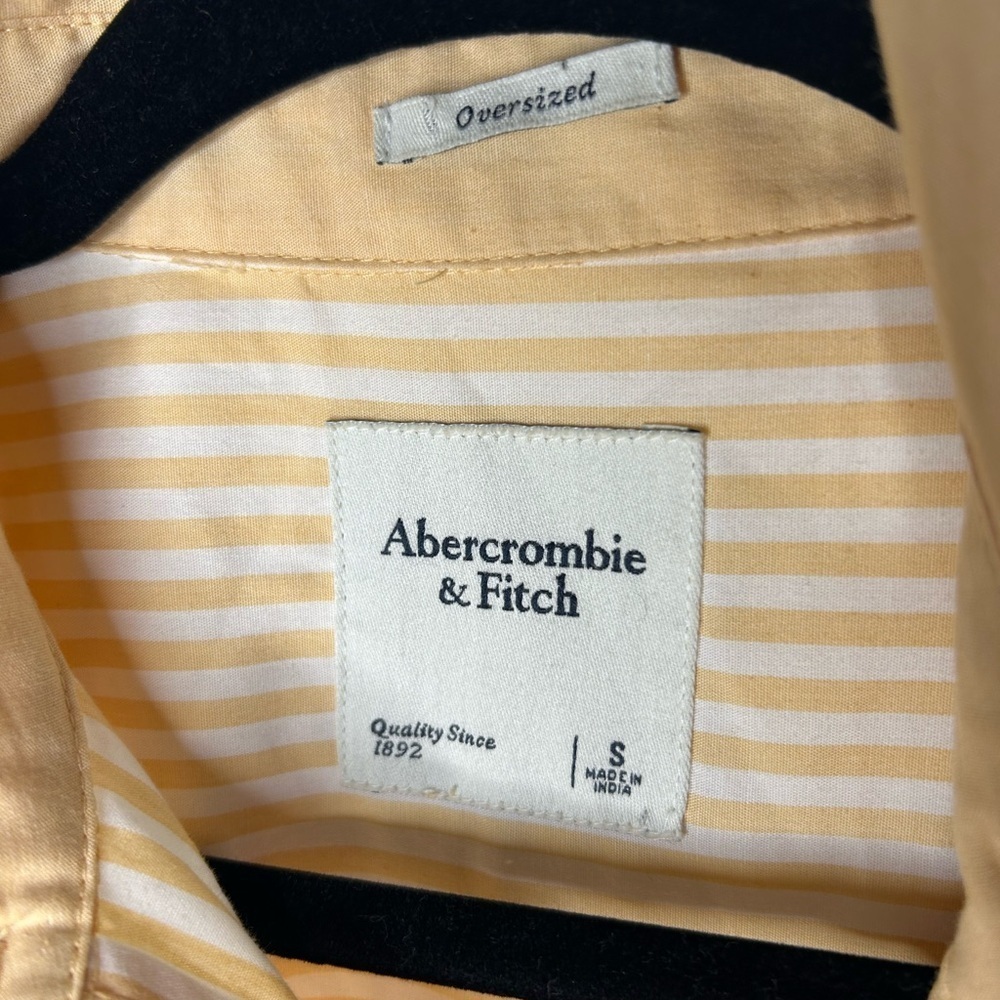 Oversized
Abercrombie
& Fitch
Quality Since
1892
S
MADE IN
INDIA